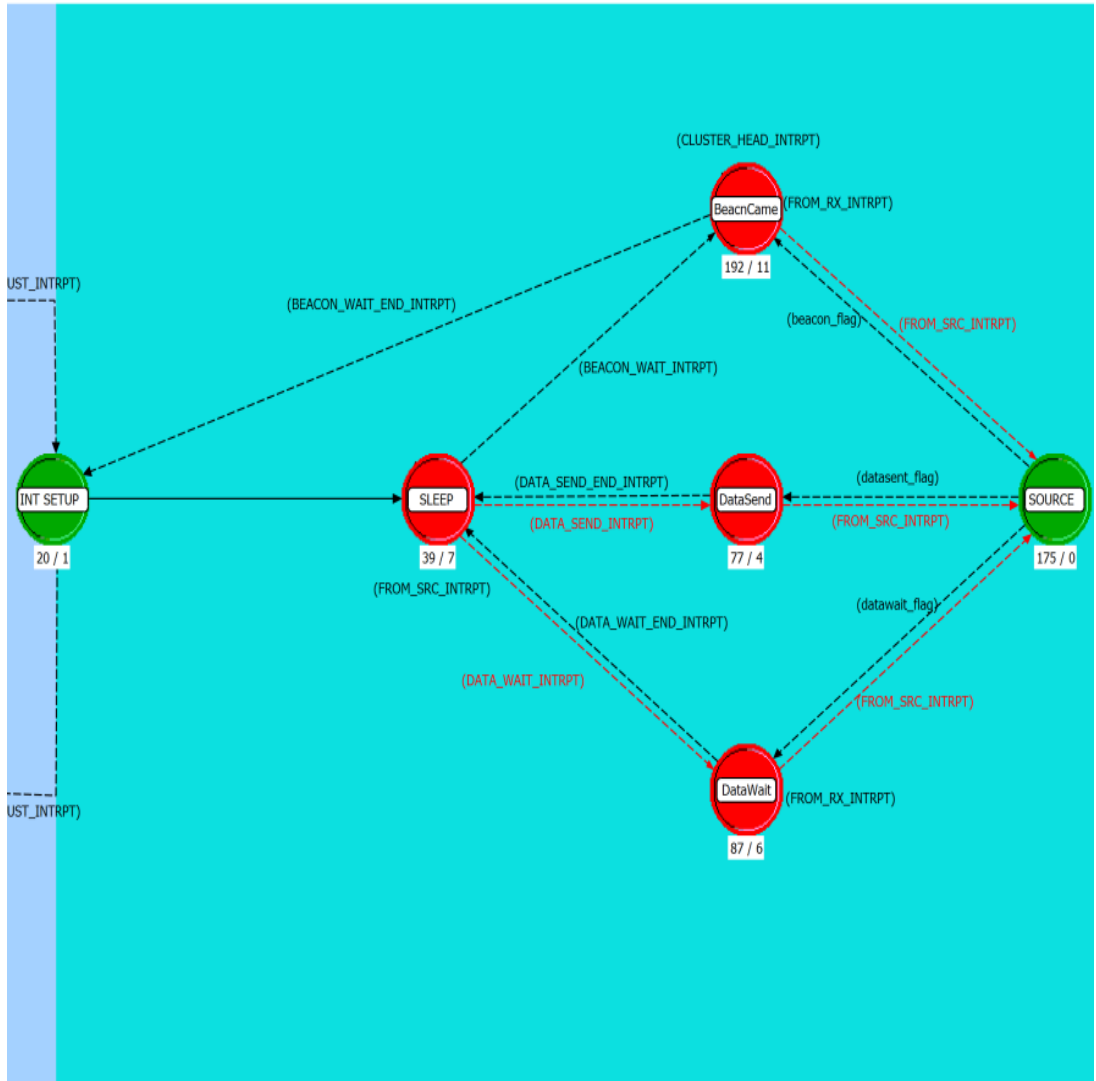 (CLUSTER_HEAD_INTRPT)
BeacnCame
(FROM_RX_INTRPT)
192 / 11
UST_INTRPT)
(BEACON_WAIT_END_INTRPT)
(beacon_flag)
(FROM_SRC_INTRPT)
(BEACON_WAIT_INTRPT)
INT SETUP
20 / 1
SLEEP
39 / 7
(DATA_SEND_END_INTRPT)
(DATA_SEND_INTRPT)
DataSend
77 / 4
(datasent_flag)
(FROM_SRC_INTRPT)
SOURCE
175 / 0
(FROM_SRC_INTRPT)
(DATA_WAIT_END_INTRPT)
(datawait_flag)
(DATA_WAIT_INTRPT)
(FROM_SRC_INTRPT)
DataWait
(FROM_RX_INTRPT)
87 / 6
UST_INTRPT)